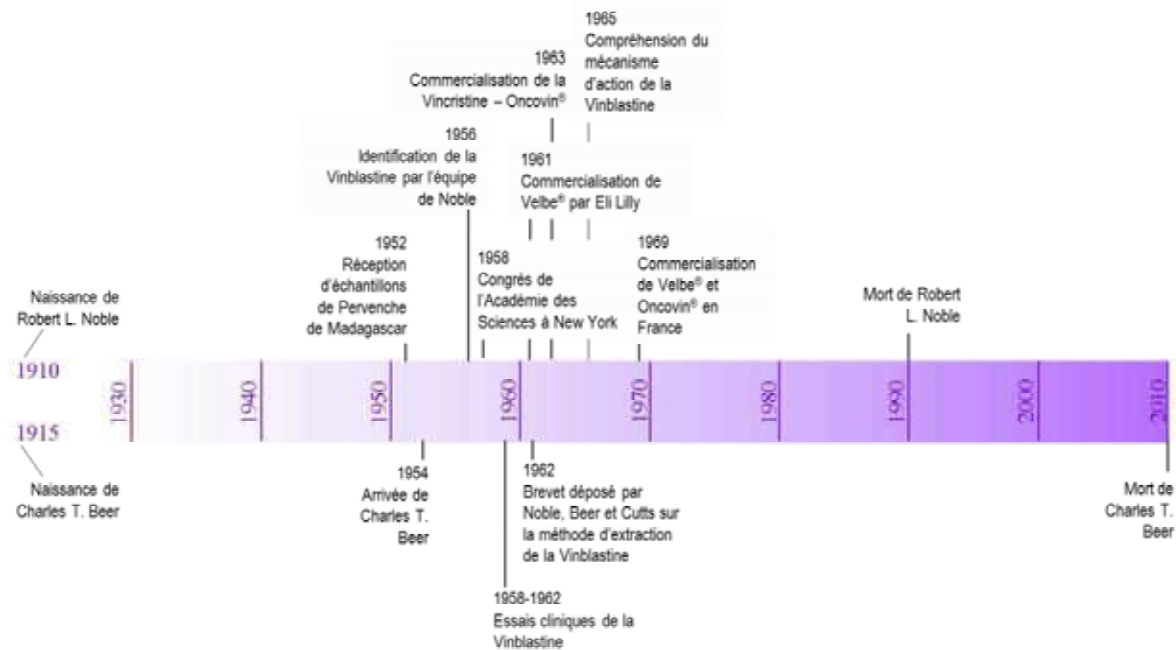 1965
Compréhension du
mécanisme
d'action de la
Vinblastine
1963
Commercialisation de la
Vincristine – Oncovin®
1956
Identification de la
Vinblastine par l'équipe
de Noble
1961
Commercialisation de
Velbe® par Eli Lilly
1952
Réception
d'échantillons
de Pervenche
de Madagascar
1958
Congrès de
l'Académie des
Sciences à New York
1969
Commercialisation
de Velbe® et
Oncovin® en
France
Naissance de
Robert L. Noble
Mort de Robert
L. Noble
1910
1915
1930
1940
1950
1960
1970
1980
1990
2000
2010
Naissance de
Charles T. Beer
1954
Arrivée de
Charles T.
Beer
1962
Brevet déposé par
Noble, Beer et Cutts sur
la méthode d'extraction
de la Vinblastine
Mort de
Charles T.
Beer
1958-1962
Essais cliniques de la
Vinblastine